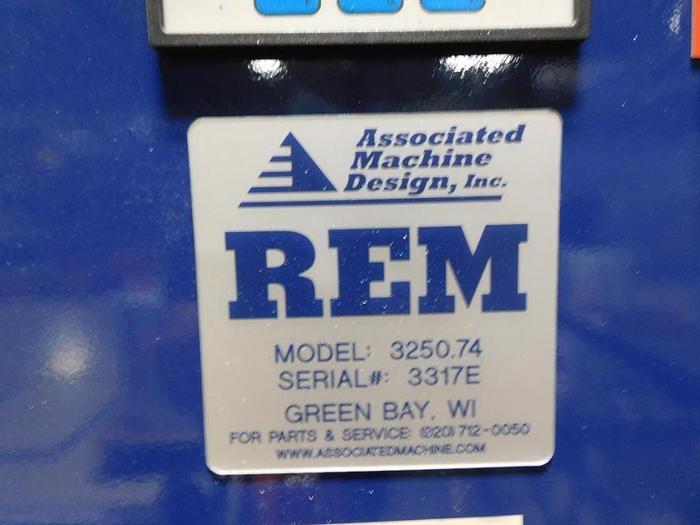 Associated
Machine
Design, Inc.
REM
MODEL: 3250.74
SERIAL#: 3317E
GREEN BAY, WI
FOR PARTS & SERVICE: (920) 712-0050
WWW.ASSOCIATEDMACHINE.COM